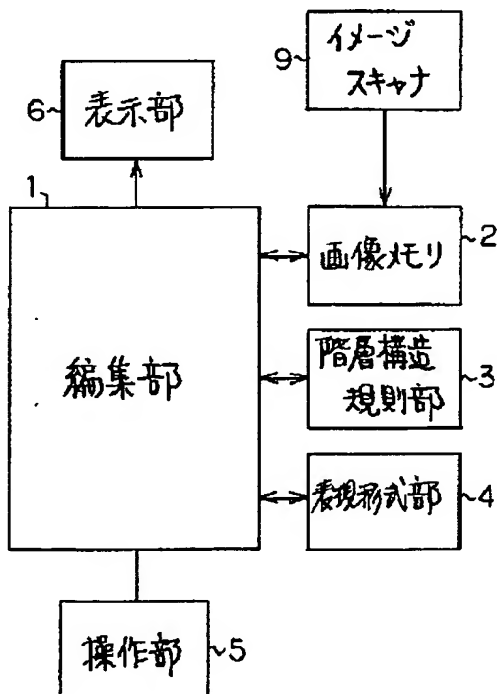 イメージ
スキャナ
9
表示部
6
1
画像メモリ
2
編集部
階層構造
規則部
3
表現形式部
4
操作部
5